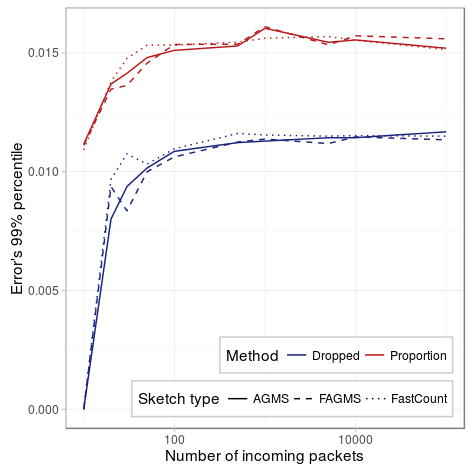 0.015
0.010
0.005
0.000
Error's 99% percentile
Method Dropped Proportion
Sketch type AGMS FAGMS FastCount
100 10000
Number of incoming packets